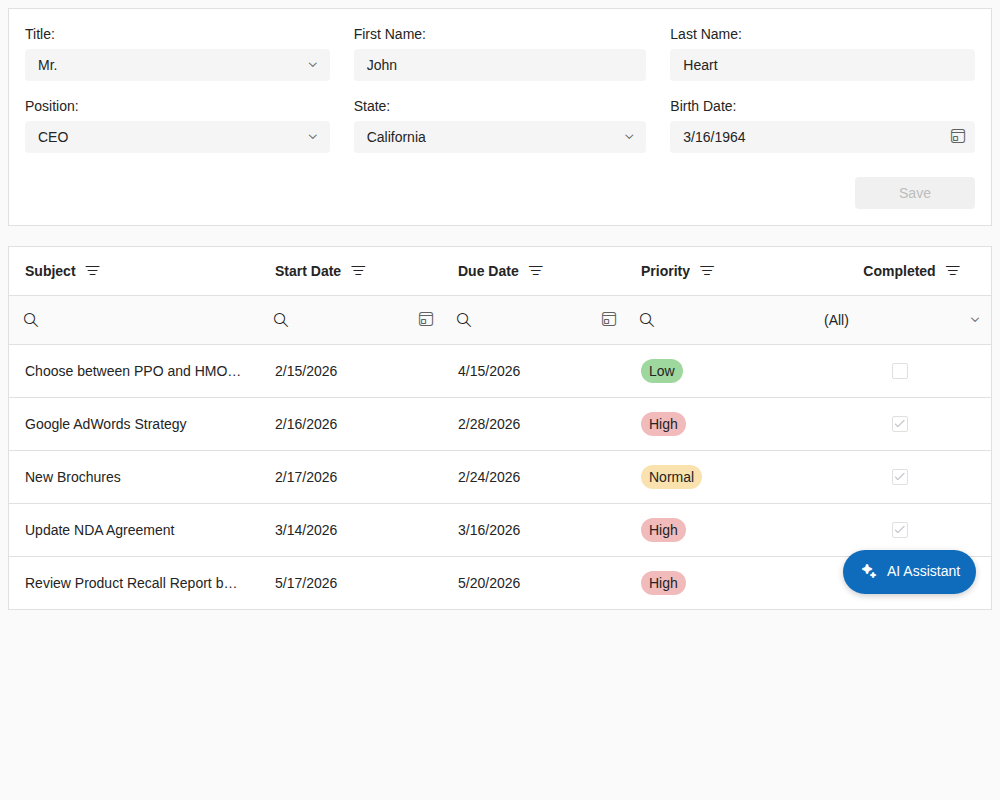 Title: First Name: Last Name:
Mr. John Heart
Position: State: Birth Date:
CEO California 3/16/1964
Save
Subject Start Date Due Date Priority Completed
(All)
Choose between PPO and HMO… 2/15/2026 4/15/2026 Low
Google AdWords Strategy 2/16/2026 2/28/2026 High
New Brochures 2/17/2026 2/24/2026 Normal
Update NDA Agreement 3/14/2026 3/16/2026 High
Review Product Recall Report b… 5/17/2026 5/20/2026 High
AI Assistant